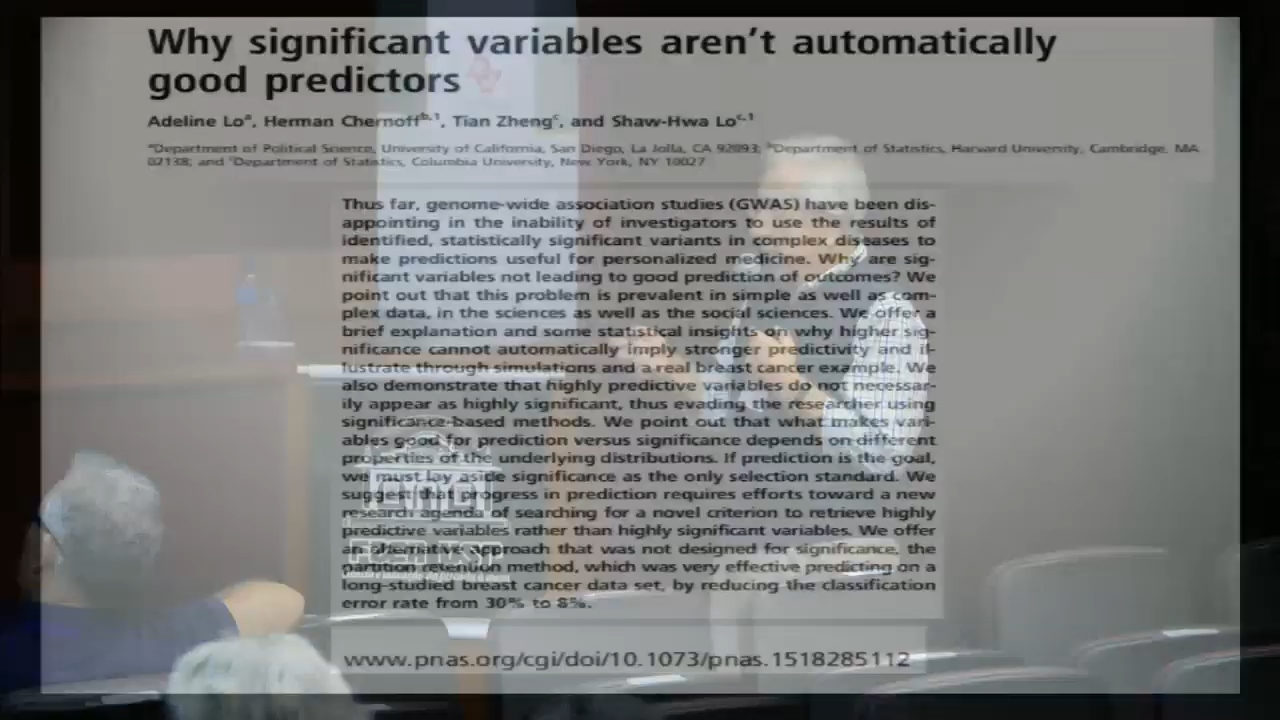 Why significant variables aren't automatically
good predictors
Adeline Loᵃ, Herman Chernoffᵇ,¹, Tian Zhengᶜ, and Shaw-Hwa Loᶜ,¹
ᵃDepartment of Political Science, University of California, San Diego, La Jolla, CA 92093; ᵇDepartment of Statistics, Harvard University, Cambridge, MA
02138; and ᶜDepartment of Statistics, Columbia University, New York, NY 10027
Thus far, genome-wide association studies (GWAS) have been dis-
appointing in the inability of investigators to use the results of
identified, statistically significant variants in complex diseases to
make predictions useful for personalized medicine. Why are sig-
nificant variables not leading to good prediction of outcomes? We
point out that this problem is prevalent in simple as well as com-
plex data, in the sciences as well as the social sciences. We offer a
brief explanation and some statistical insights on why higher sig-
nificance cannot automatically imply stronger predictivity and il-
lustrate through simulations and a real breast cancer example. We
also demonstrate that highly predictive variables do not necessar-
ily appear as highly significant, thus evading the researcher using
significance-based methods. We point out that what makes vari-
ables good for prediction versus significance depends on different
properties of the underlying distributions. If prediction is the goal,
we must lay aside significance as the only selection standard. We
suggest that progress in prediction requires efforts toward a new
research agenda of searching for a novel criterion to retrieve highly
predictive variables rather than highly significant variables. We offer
an alternative approach that was not designed for significance, the
partition retention method, which was very effective predicting on a
long-studied breast cancer data set, by reducing the classification
error rate from 30% to 8%.
www.pnas.org/cgi/doi/10.1073/pnas.1518285112